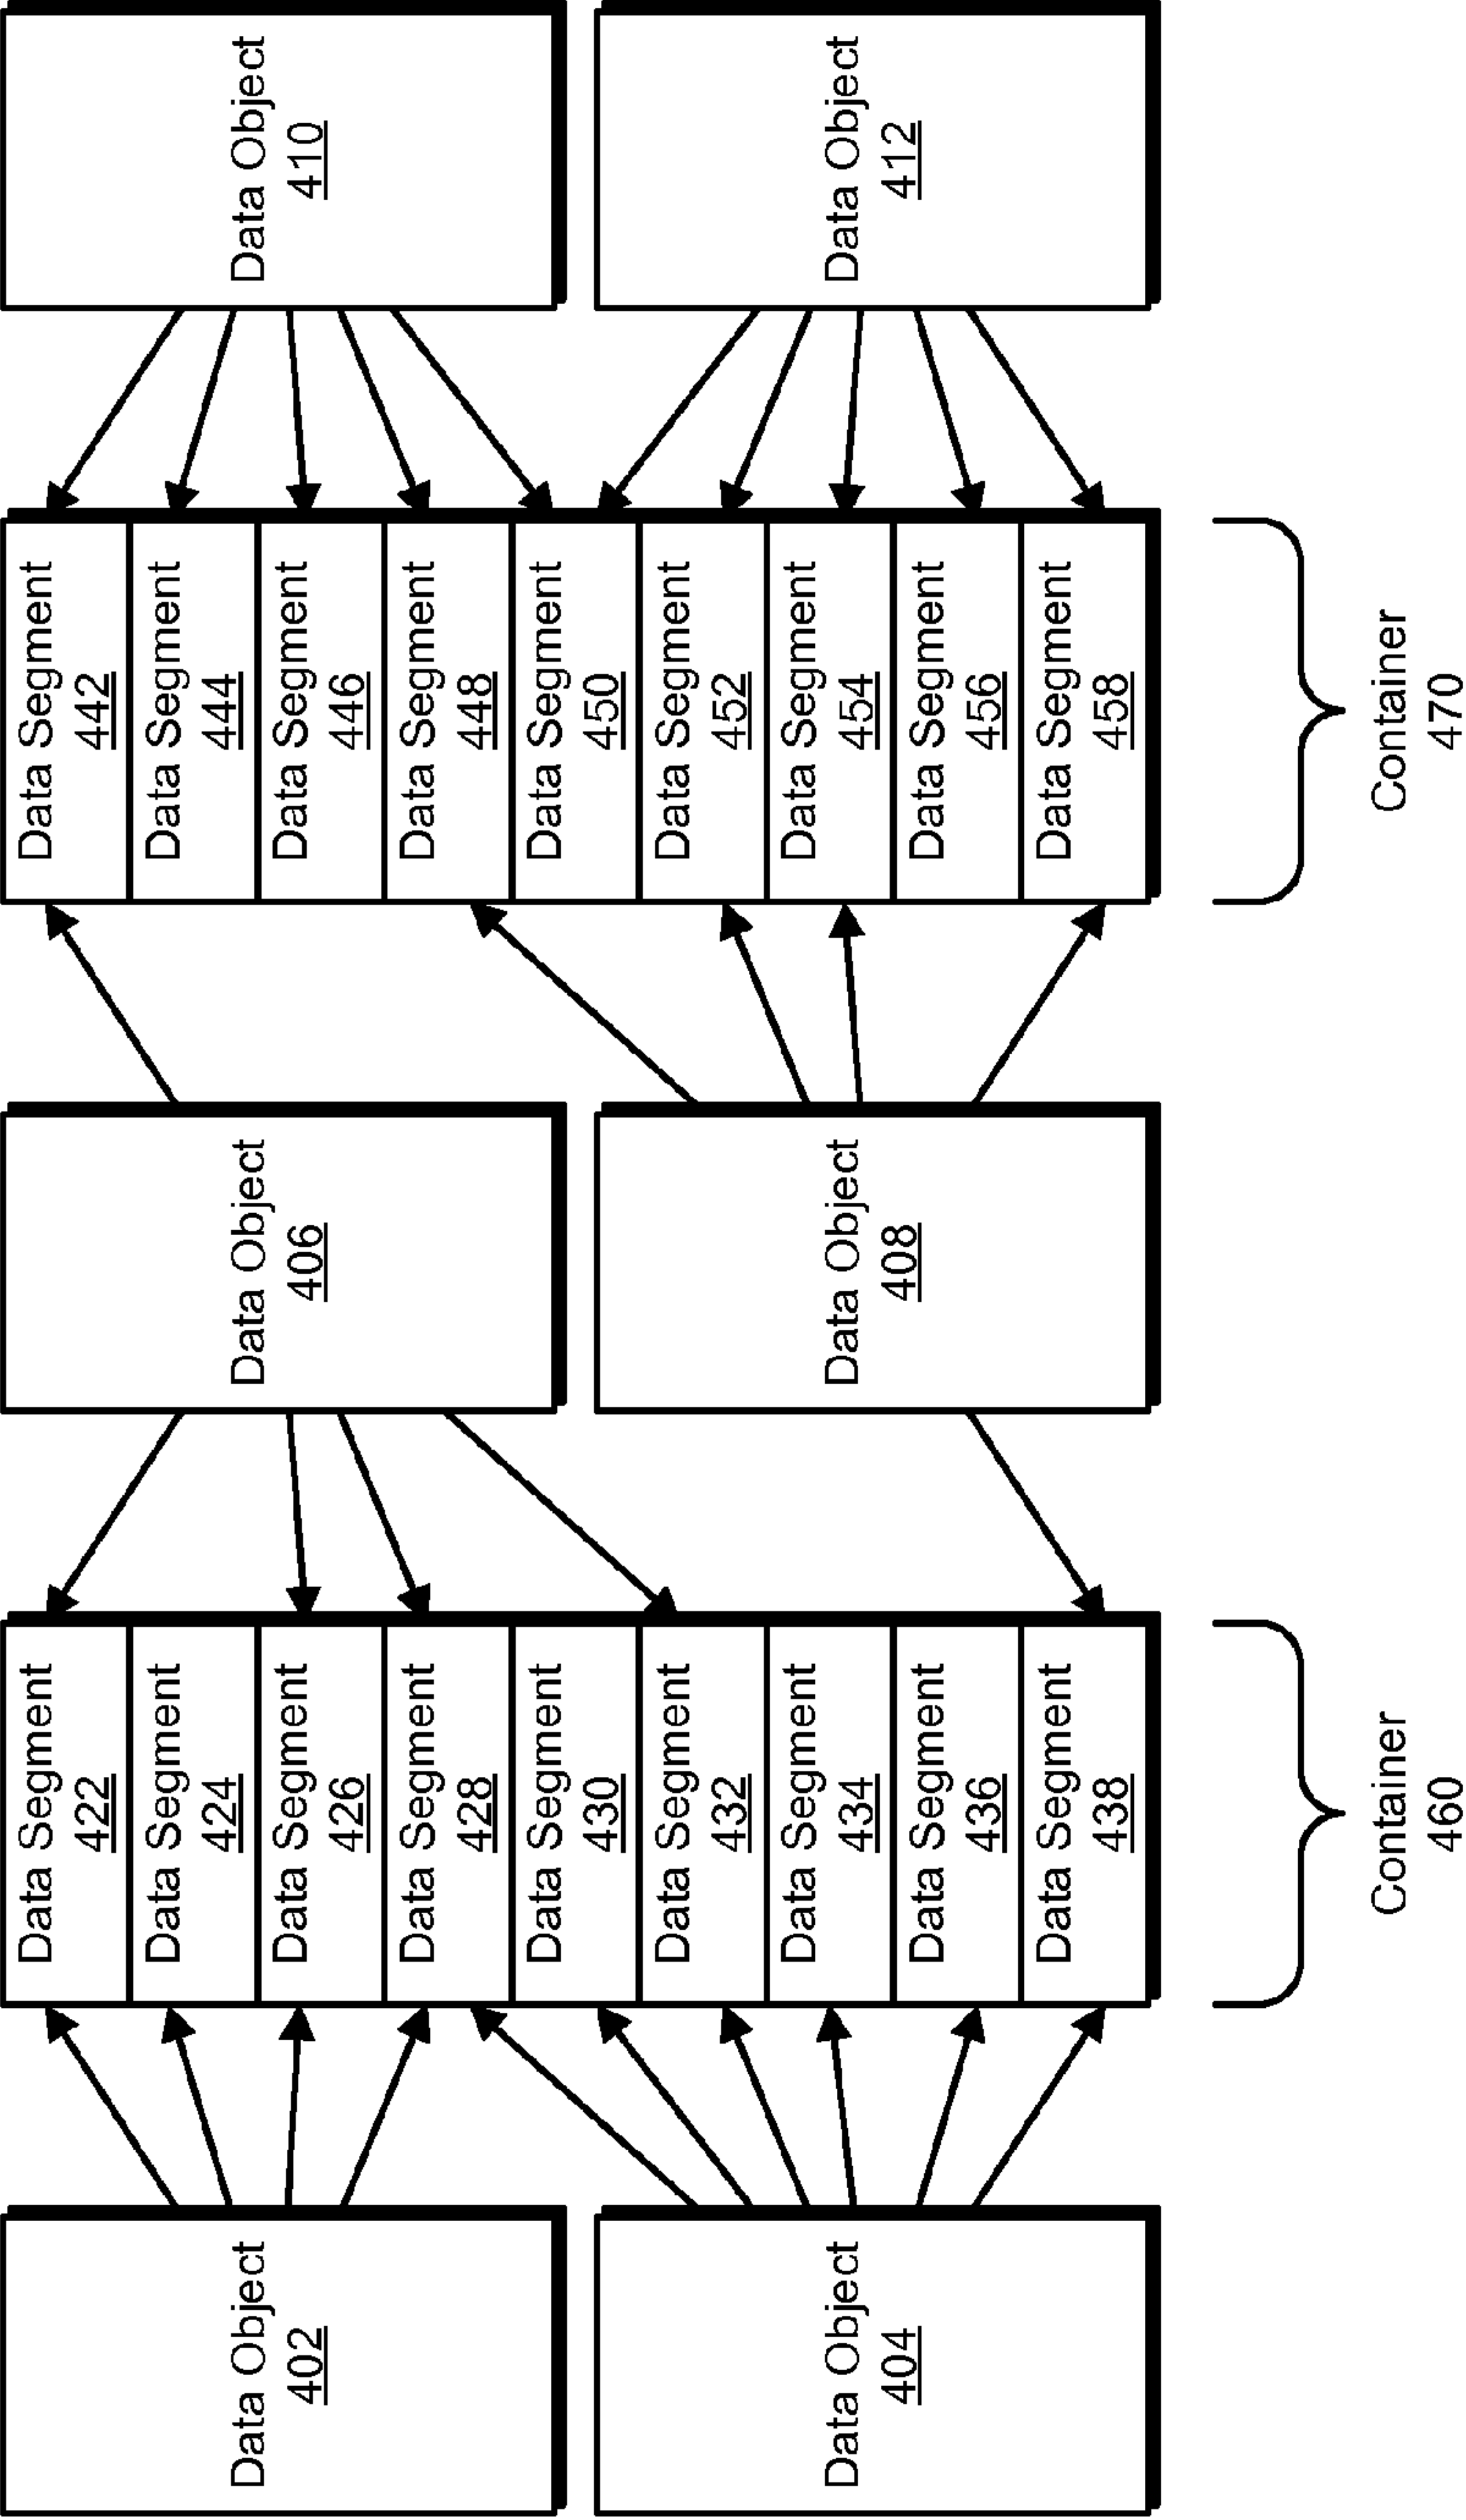 Data Object
402
Data Object
404
Data Segment
422
Data Segment
424
Data Segment
426
Data Segment
428
Data Segment
430
Data Segment
432
Data Segment
434
Data Segment
436
Data Segment
438
Container
460
Data Object
406
Data Object
408
Data Segment
442
Data Segment
444
Data Segment
446
Data Segment
448
Data Segment
450
Data Segment
452
Data Segment
454
Data Segment
456
Data Segment
458
Container
470
Data Object
410
Data Object
412